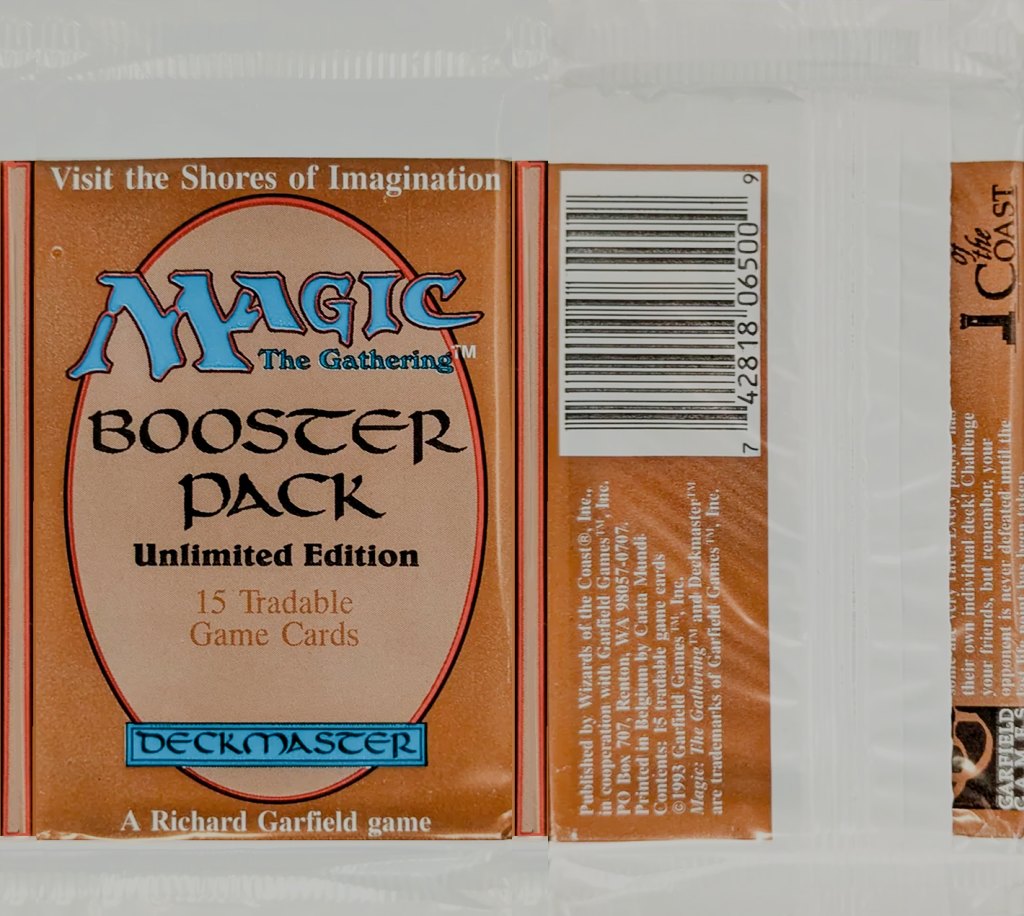 Visit the Shores of Imagination
MAGIC
The Gathering™
BOOSTER
PACK
Unlimited Edition
15 Tradable
Game Cards
DECKMASTER
A Richard Garfield game
7 42818 06500 9
Published by Wizards of the Coast®, Inc.,
in cooperation with Garfield Games™, Inc.
PO Box 707, Renton, WA 98057-0707.
Printed in Belgium by Carta Mundi.
Contents: 15 tradable game cards
©1993 Garfield Games™, Inc.
Magic: The Gathering™ and Deckmaster™
are trademarks of Garfield Games™, Inc.
of
the
COAST
their own individual deck! Challenge
your friends, but remember, your
opponent is never defeated until the
GARFIELD
GAMES